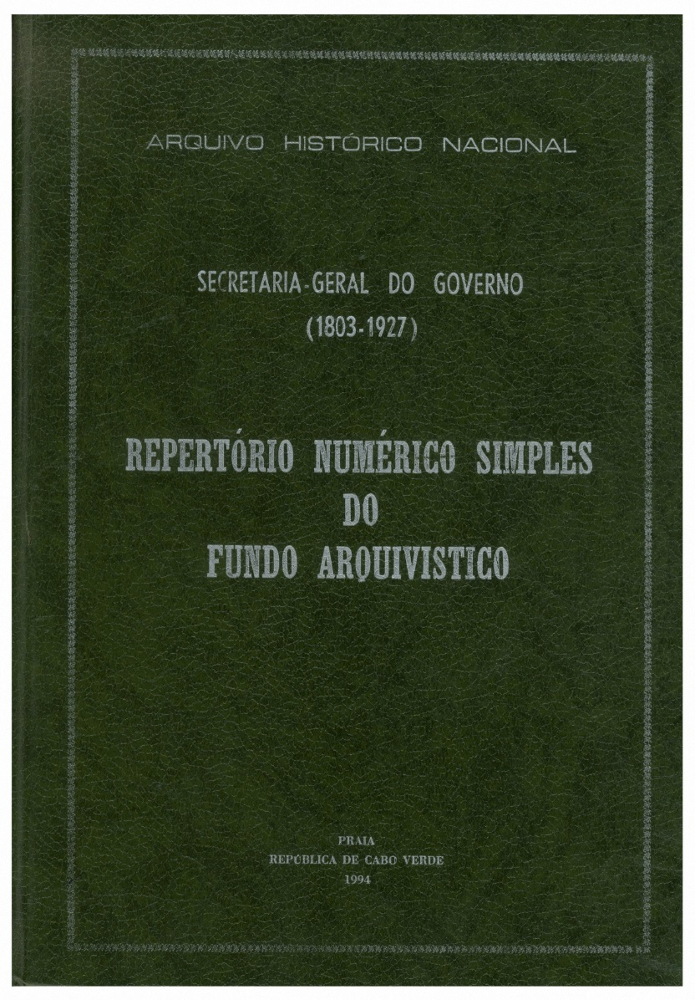 ARQUIVO HISTÓRICO NACIONAL
SECRETARIA-GERAL DO GOVERNO
(1803-1927)
REPERTÓRIO NUMÉRICO SIMPLES
DO
FUNDO ARQUIVISTICO
PRAIA
REPÚBLICA DE CABO VERDE
1994